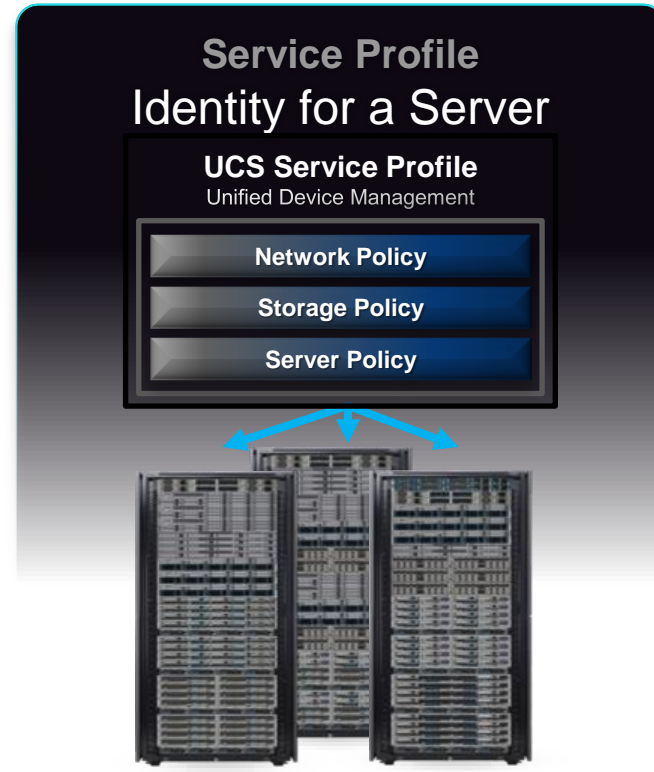 Service Profile
Identity for a Server
UCS Service Profile
Unified Device Management
Network Policy
Storage Policy
Server Policy